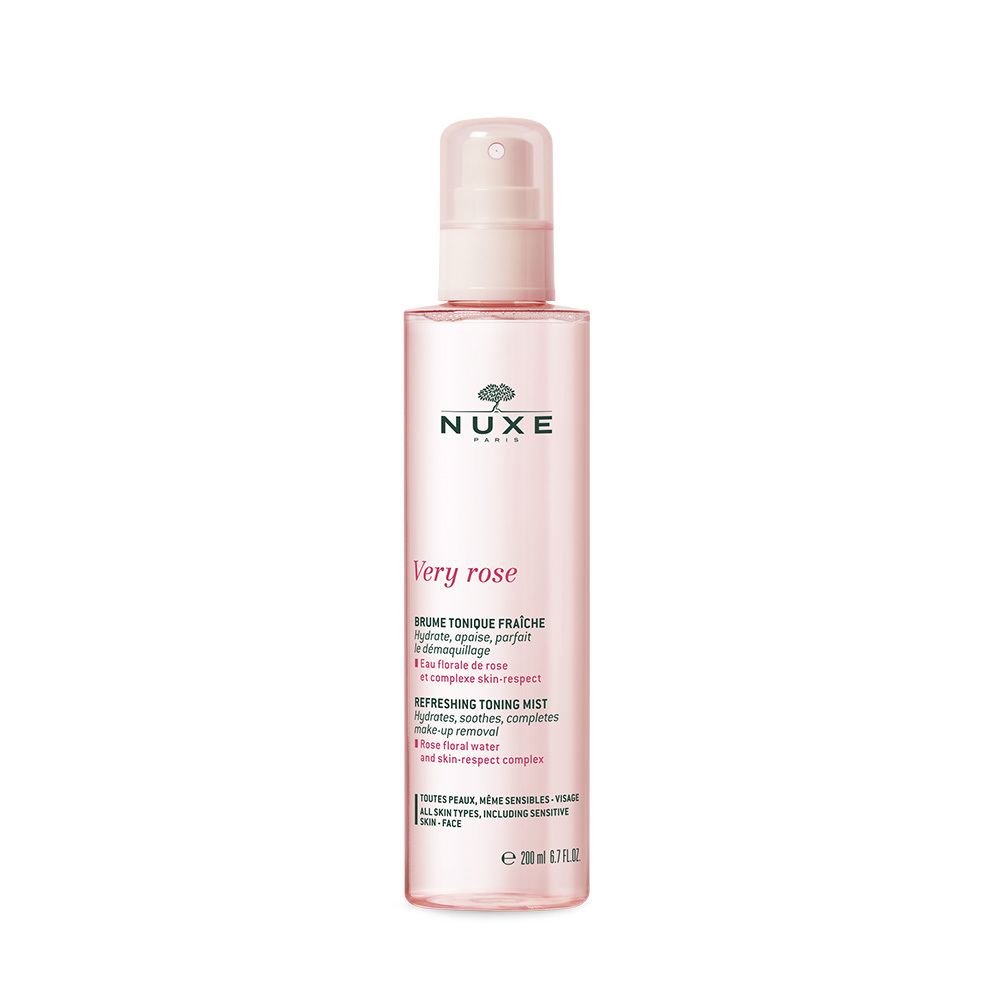 NUXE
PARIS
Very rose
BRUME TONIQUE FRAÎCHE
Hydrate, apaise, parfait
le démaquillage
Eau florale de rose
et complexe skin-respect
REFRESHING TONING MIST
Hydrates, soothes, completes
make-up removal
Rose floral water
and skin-respect complex
TOUTES PEAUX, MÊME SENSIBLES - VISAGE
ALL SKIN TYPES, INCLUDING SENSITIVE
SKIN - FACE
℮ 200 ml 6.7 FL.OZ.